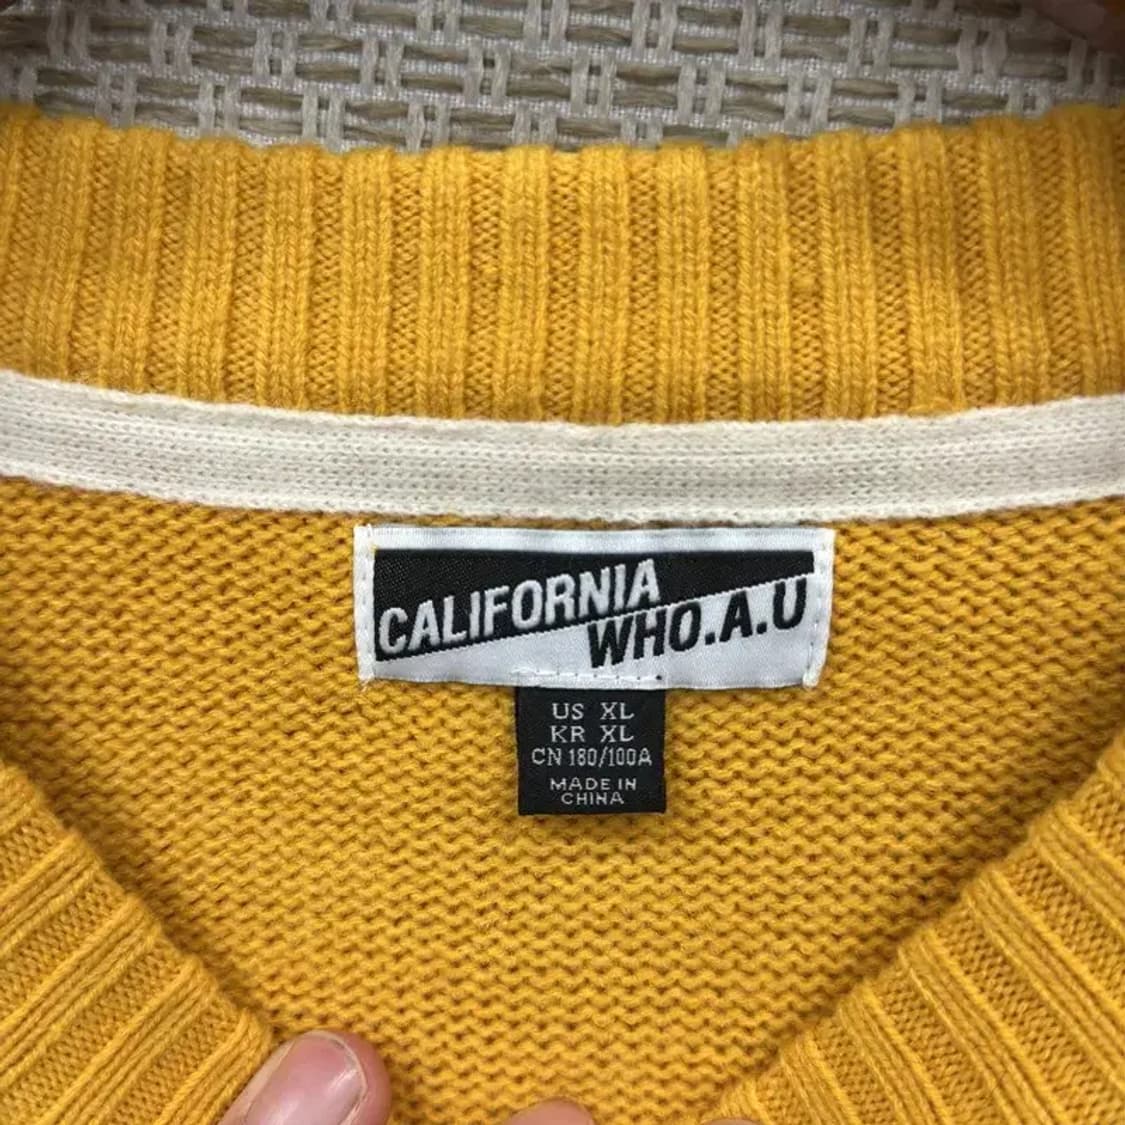 CALIFORNIA
WHO.A.U
US XL
KR XL
CN 180/100A
MADE IN
CHINA